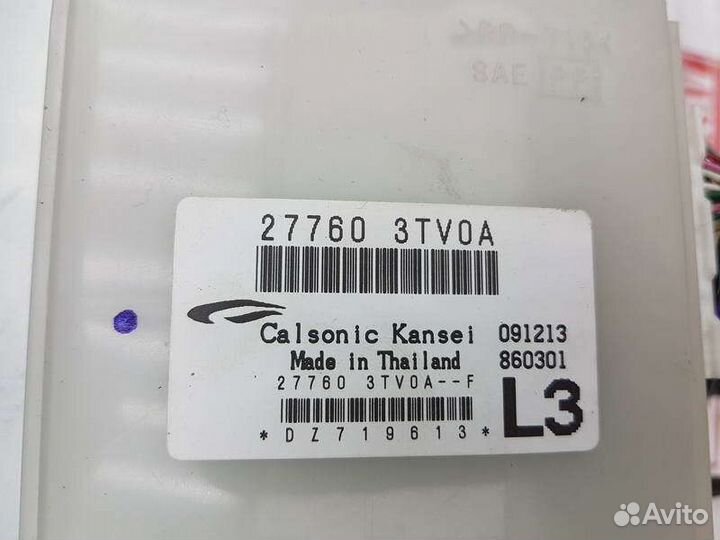 SAE
27760 3TV0A
Calsonic Kansei 091213
Made in Thailand 860301
27760 3TV0A--F
L3
*DZ719613*
Avito